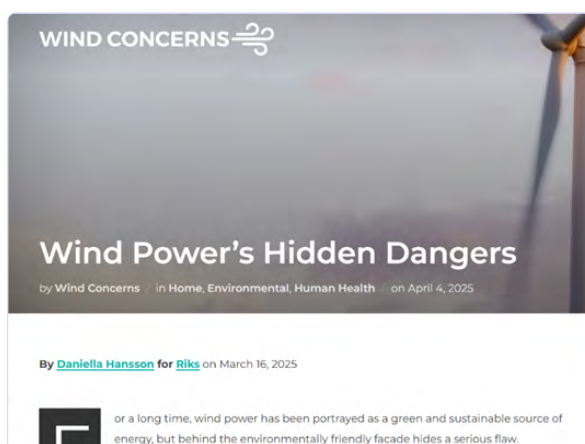 WIND CONCERNS
Wind Power's Hidden Dangers
by Wind Concerns / in Home, Environmental, Human Health / on April 4, 2025
By Daniella Hansson for Riks on March 16, 2025
For a long time, wind power has been portrayed as a green and sustainable source of
energy, but behind the environmentally friendly facade hides a serious flaw.